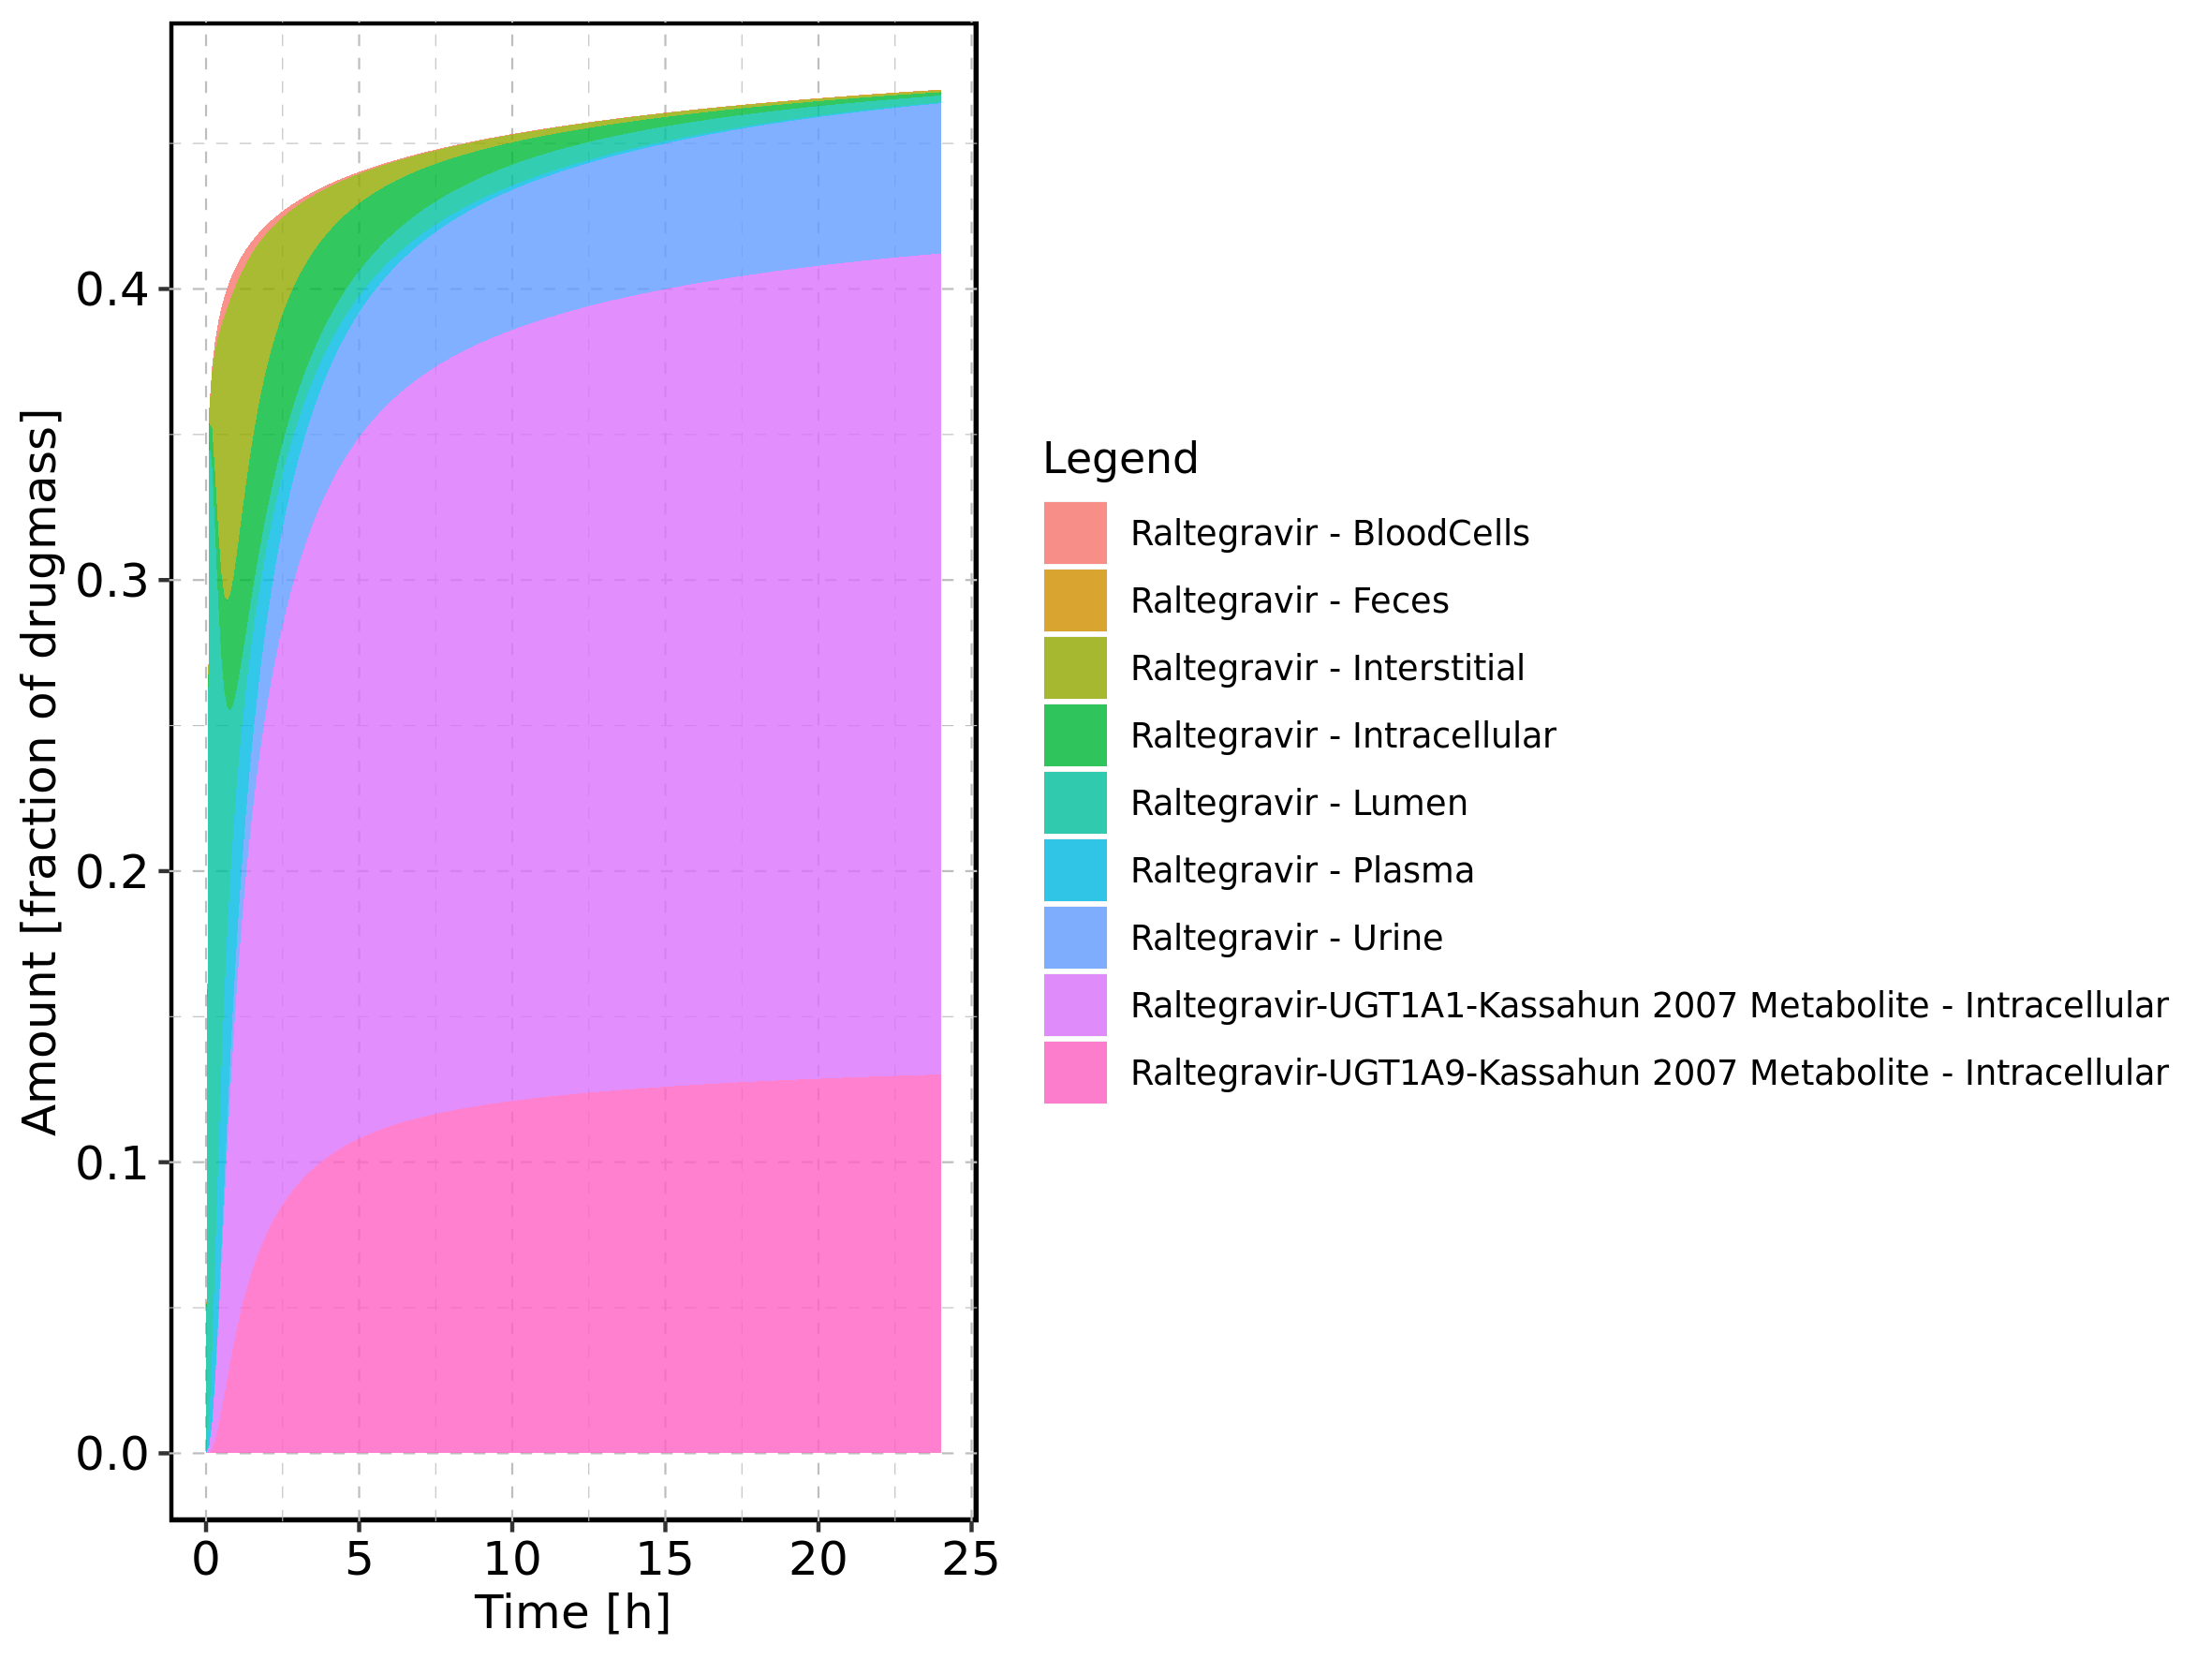 Amount [fraction of drugmass]
0.4
0.3
0.2
0.1
0.0
0 5 10 15 20 25
Time [h]
Legend
Raltegravir - BloodCells
Raltegravir - Feces
Raltegravir - Interstitial
Raltegravir - Intracellular
Raltegravir - Lumen
Raltegravir - Plasma
Raltegravir - Urine
Raltegravir-UGT1A1-Kassahun 2007 Metabolite - Intracellular
Raltegravir-UGT1A9-Kassahun 2007 Metabolite - Intracellular